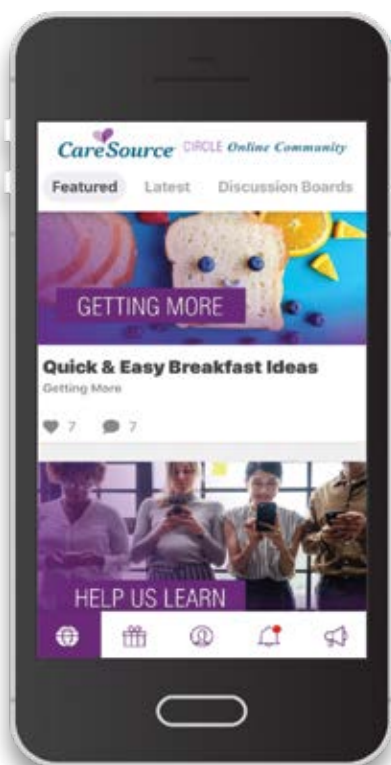 CareSource CIRCLE Online Community
Featured Latest Discussion Boards
GETTING MORE
Quick & Easy Breakfast Ideas
Getting More
7 7
HELP US LEARN